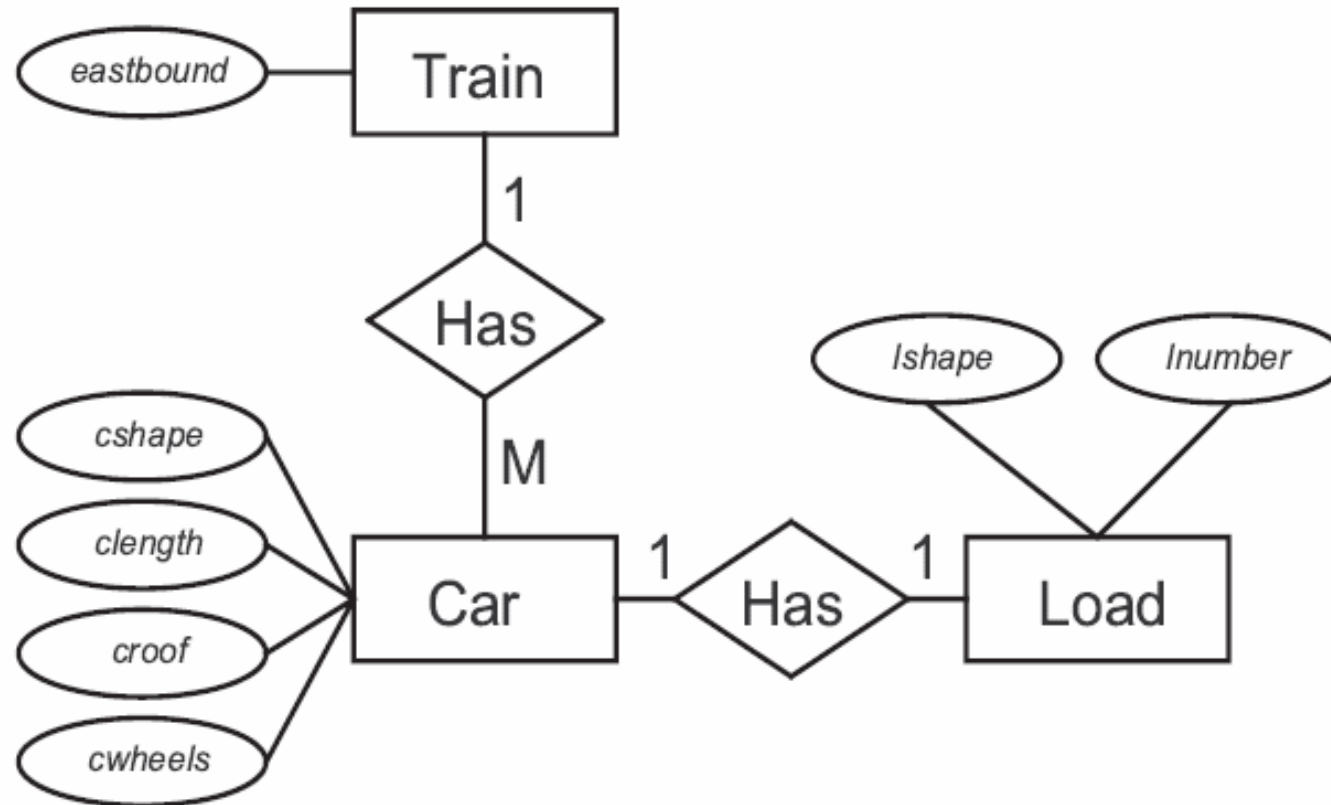 eastbound
Train
1
Has
M
lshape
lnumber
cshape
clength
croof
cwheels
Car
1
Has
1
Load